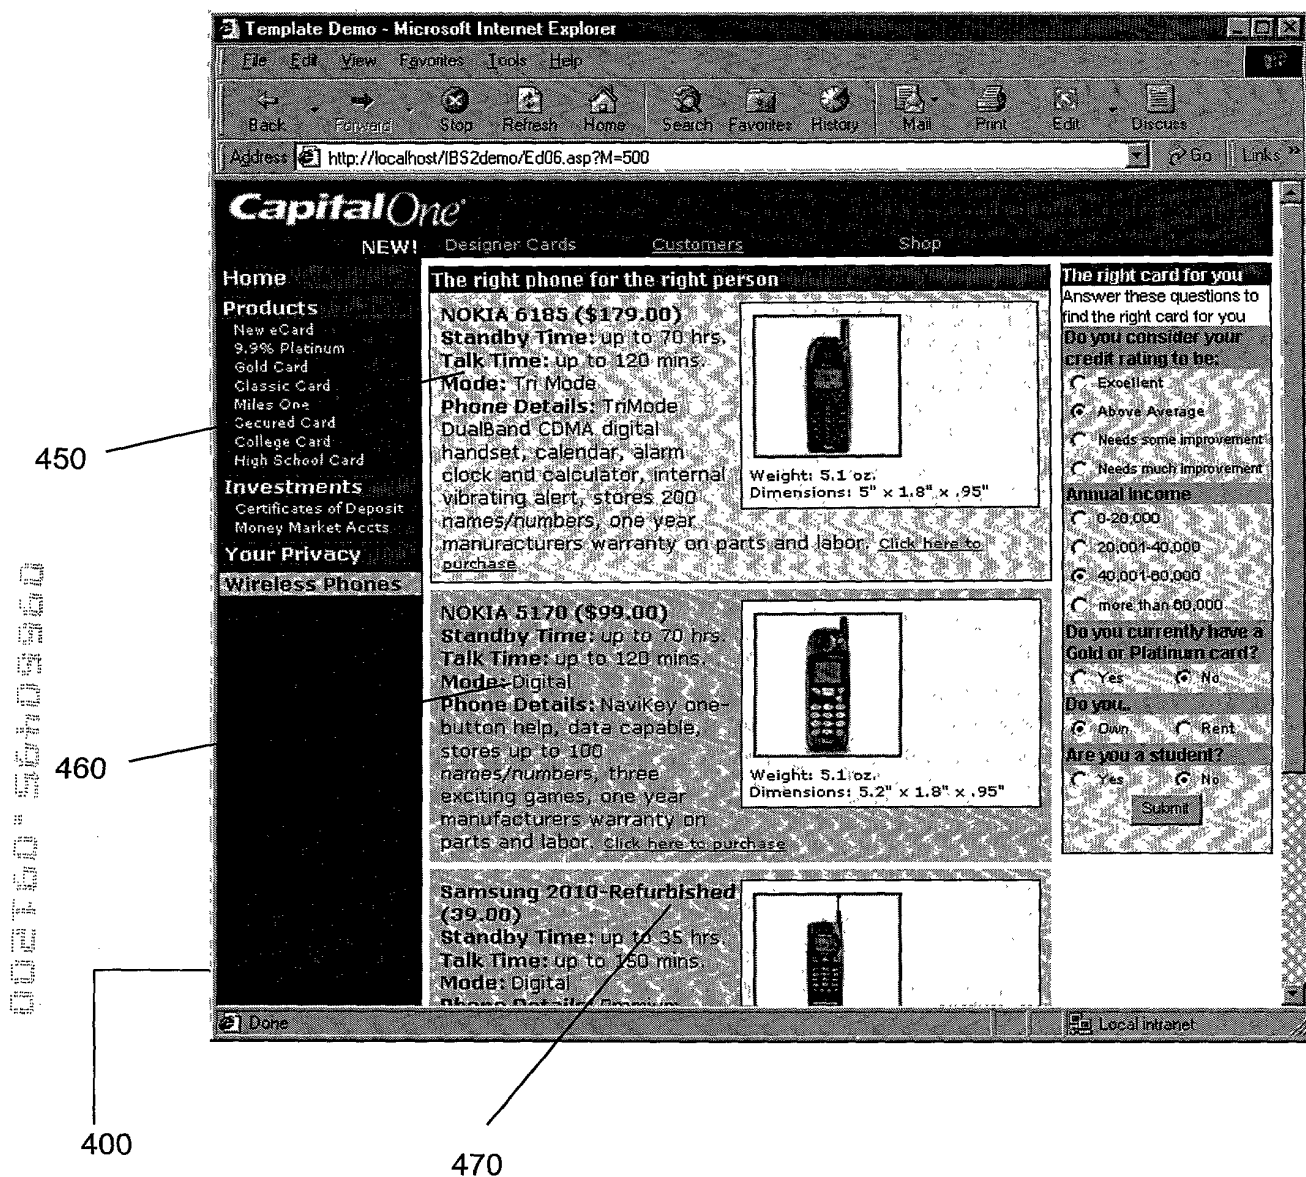 Template Demo - Microsoft Internet Explorer
File Edit View Favorites Tools Help
Back Forward Stop Refresh Home Search Favorites History Mail Print Edit Discuss
Address http://localhost/IBS2demo/Ed06.asp?M=500 Go Links »
CapitalOne
NEW! Designer Cards Customers Shop
Home
Products
New eCard
9.9% Platinum
Gold Card
Classic Card
Miles One
Secured Card
College Card
High School Card
Investments
Certificates of Deposit
Money Market Accts
Your Privacy
Wireless Phones
The right phone for the right person
NOKIA 6185 ($179.00)
Standby Time: up to 70 hrs.
Talk Time: up to 120 mins.
Mode: Tri Mode
Phone Details: TriMode
DualBand CDMA digital
handset, calendar, alarm
clock and calculator, internal
vibrating alert, stores 200
names/numbers, one year
manuracturers warranty on parts and labor. Click here to
purchase
Weight: 5.1 oz.
Dimensions: 5" x 1.8" x .95"
NOKIA 5170 ($99.00)
Standby Time: up to 70 hrs.
Talk Time: up to 120 mins.
Mode: Digital
Phone Details: NaviKey one-
button help, data capable,
stores up to 100
names/numbers, three
exciting games, one year
manufacturers warranty on
parts and labor. Click here to purchase
Weight: 5.1 oz.
Dimensions: 5.2" x 1.8" x .95"
Samsung 2010-Refurbished
(39.00)
Standby Time: up to 35 hrs.
Talk Time: up to 150 mins.
Mode: Digital
Phone Details: Premium
The right card for you
Answer these questions to
find the right card for you
Do you consider your
credit rating to be:
Excellent
Above Average
Needs some improvement
Needs much improvement
Annual Income
0-20,000
20,001-40,000
40,001-60,000
more than 60,000
Do you currently have a
Gold or Platinum card?
Yes No
Do you..
Own Rent
Are you a student?
Yes No
Submit
Done Local intranet
450
460
400
470